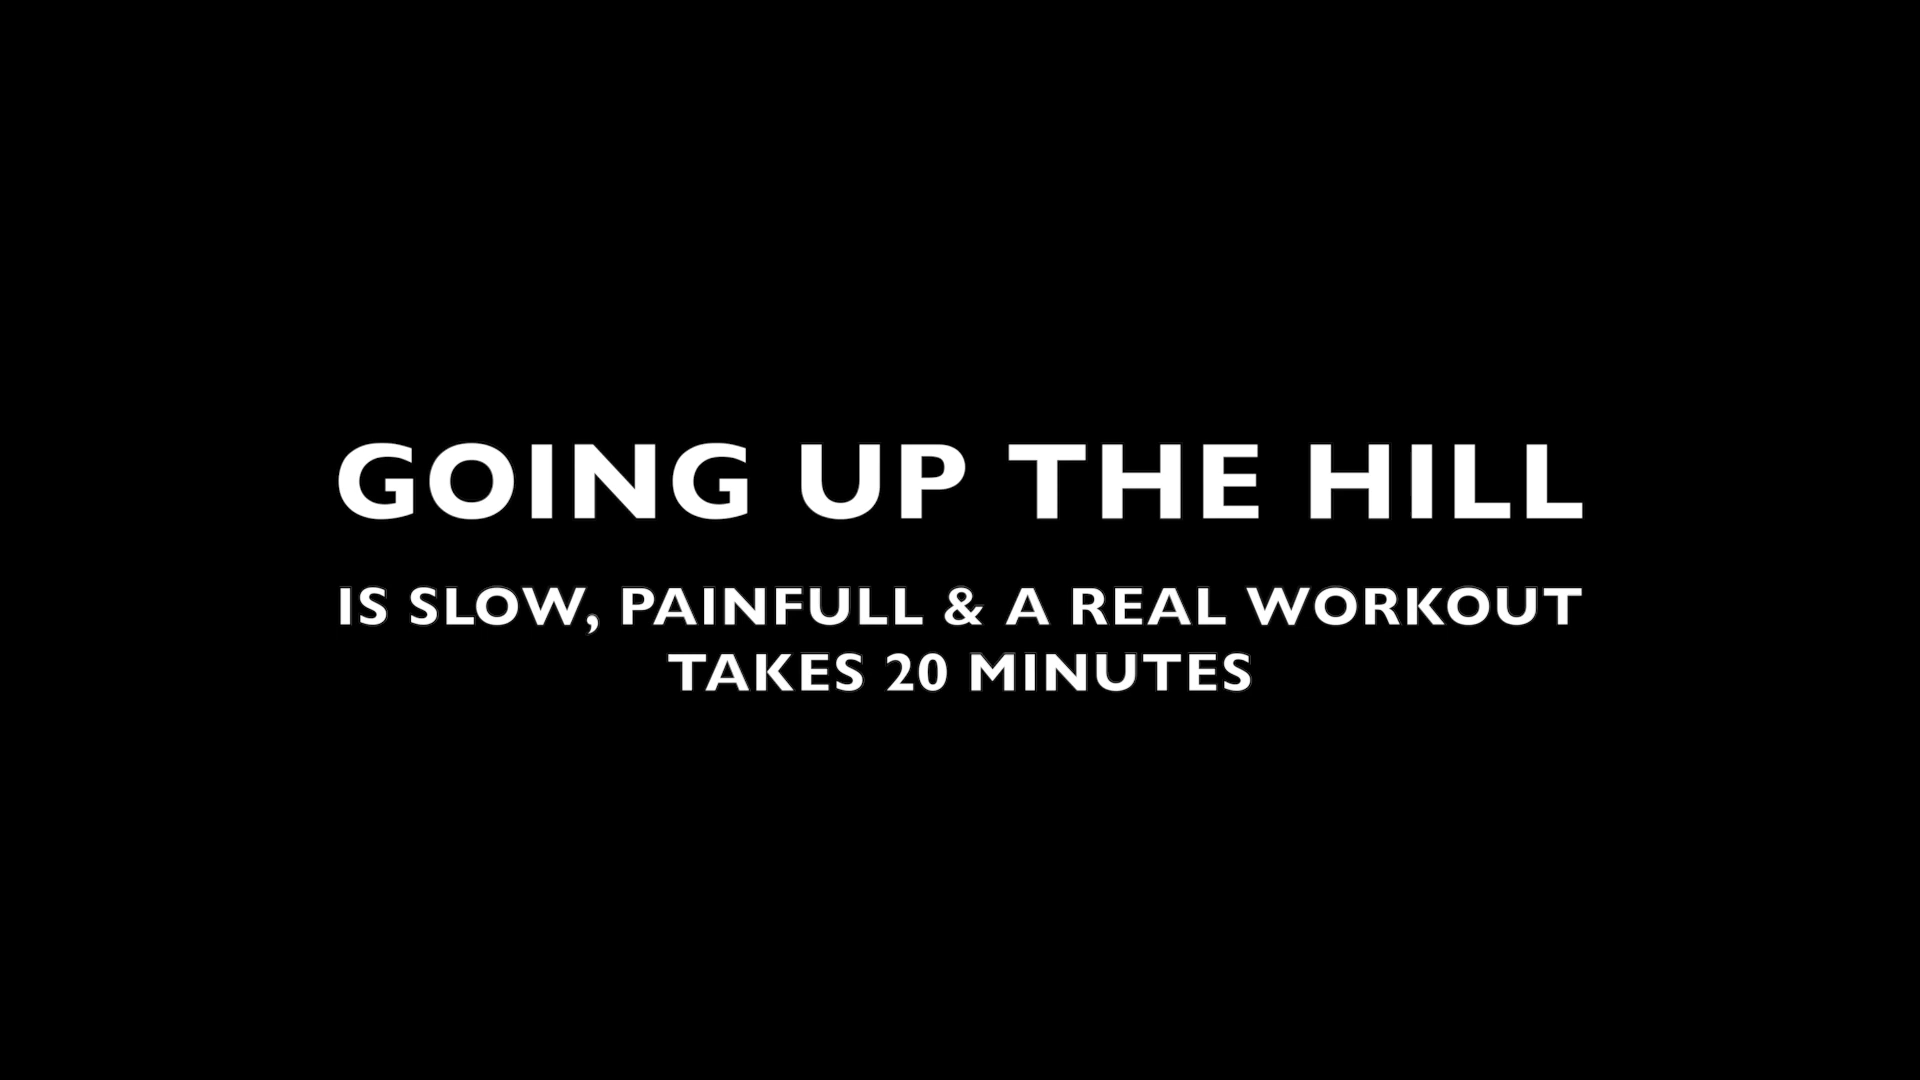 GOING UP THE HILL
IS SLOW, PAINFULL & A REAL WORKOUT
TAKES 20 MINUTES